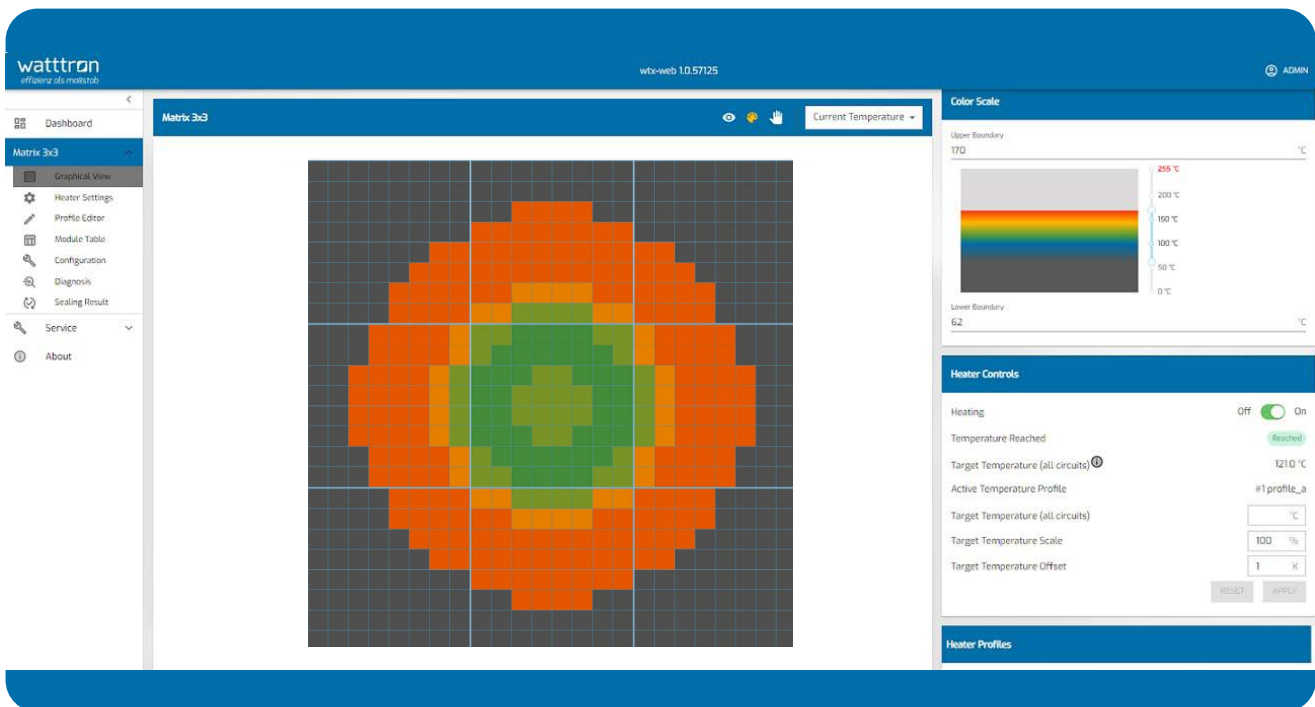 watttron
effizienz als maßstab
wtx-web 1.0.57125
ADMIN
Dashboard
Matrix 3x3
Graphical View
Heater Settings
Profile Editor
Module Table
Configuration
Diagnosis
Sealing Result
Service
About
Matrix 3x3
Current Temperature
Color Scale
Upper Boundary
170 °C
255 °C
200 °C
150 °C
100 °C
50 °C
0 °C
Lower Boundary
62 °C
Heater Controls
Heating Off On
Temperature Reached Reached
Target Temperature (all circuits) 121.0 °C
Active Temperature Profile #1 profile_a
Target Temperature (all circuits) °C
Target Temperature Scale 100 %
Target Temperature Offset 1 K
RESET APPLY
Heater Profiles